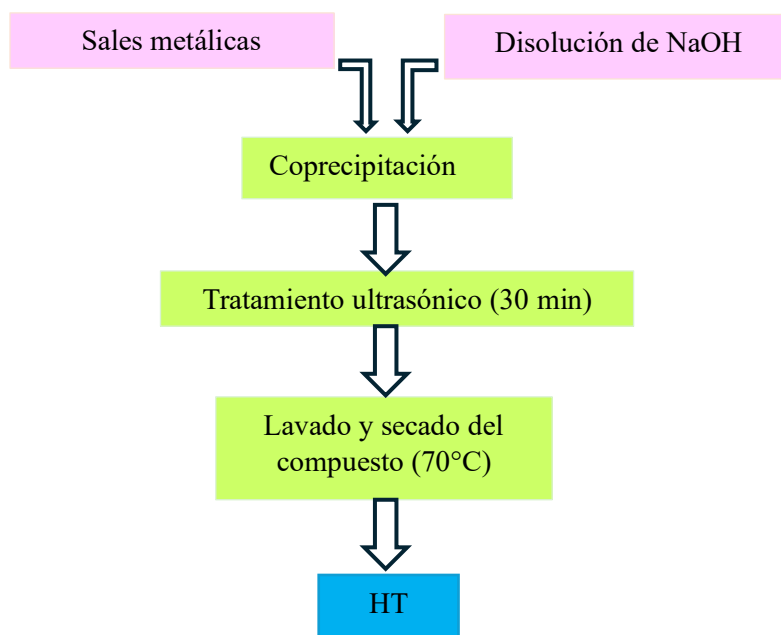 Sales metálicas
Disolución de NaOH
Coprecipitación
Tratamiento ultrasónico (30 min)
Lavado y secado del
compuesto (70°C)
HT